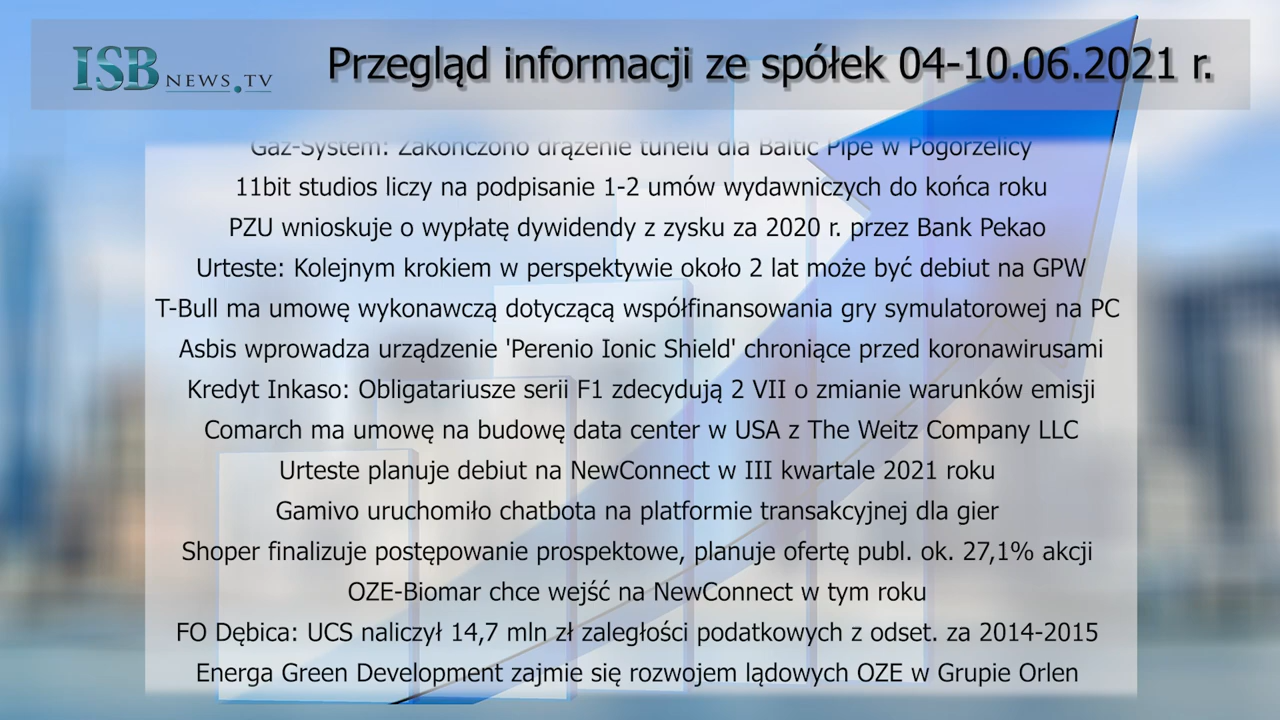 ISB NEWS.TV
Przegląd informacji ze spółek 04-10.06.2021 r.
Gaz-System: Zakończono drążenie tunelu dla Baltic Pipe w Pogorzelicy
11bit studios liczy na podpisanie 1-2 umów wydawniczych do końca roku
PZU wnioskuje o wypłatę dywidendy z zysku za 2020 r. przez Bank Pekao
Urteste: Kolejnym krokiem w perspektywie około 2 lat może być debiut na GPW
T-Bull ma umowę wykonawczą dotyczącą współfinansowania gry symulatorowej na PC
Asbis wprowadza urządzenie 'Perenio Ionic Shield' chroniące przed koronawirusami
Kredyt Inkaso: Obligatariusze serii F1 zdecydują 2 VII o zmianie warunków emisji
Comarch ma umowę na budowę data center w USA z The Weitz Company LLC
Urteste planuje debiut na NewConnect w III kwartale 2021 roku
Gamivo uruchomiło chatbota na platformie transakcyjnej dla gier
Shoper finalizuje postępowanie prospektowe, planuje ofertę publ. ok. 27,1% akcji
OZE-Biomar chce wejść na NewConnect w tym roku
FO Dębica: UCS naliczył 14,7 mln zł zaległości podatkowych z odset. za 2014-2015
Energa Green Development zajmie się rozwojem lądowych OZE w Grupie Orlen